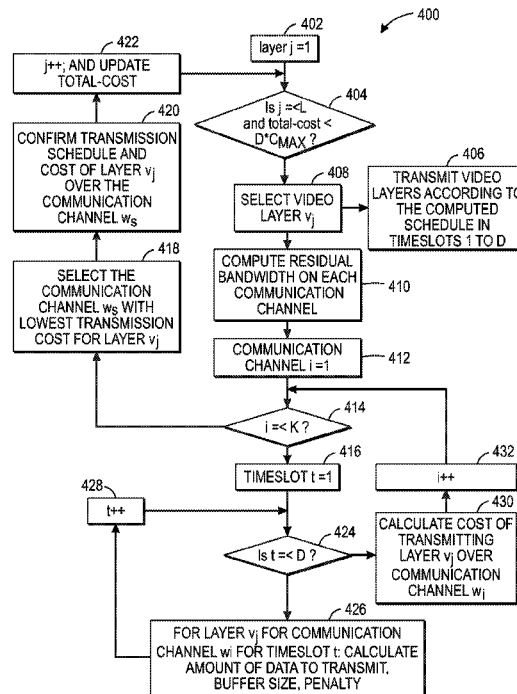 400
402
layer j =1
422
j++; AND UPDATE
TOTAL-COST
404
Is j =<L
and total-cost <
D*CMAX ?
420
CONFIRM TRANSMISSION
SCHEDULE AND
COST OF LAYER vj
OVER THE
COMMUNICATION
CHANNEL ws
408
SELECT VIDEO
LAYER vj
406
TRANSMIT VIDEO
LAYERS ACCORDING TO
THE COMPUTED
SCHEDULE IN
TIMESLOTS 1 TO D
418
SELECT THE
COMMUNICATION
CHANNEL ws WITH
LOWEST TRANSMISSION
COST FOR LAYER vj
COMPUTE RESIDUAL
BANDWIDTH ON EACH
COMMUNICATION
CHANNEL
410
COMMUNICATION
CHANNEL i=1
412
414
i =< K ?
416
TIMESLOT t =1
432
i++
428
t++
424
Is t =< D ?
430
CALCULATE COST OF
TRANSMITTING
LAYER vj OVER
COMMUNICATION
CHANNEL wi
426
FOR LAYER vj FOR COMMUNICATION
CHANNEL wi FOR TIMESLOT t: CALCULATE
AMOUNT OF DATA TO TRANSMIT,
BUFFER SIZE, PENALTY